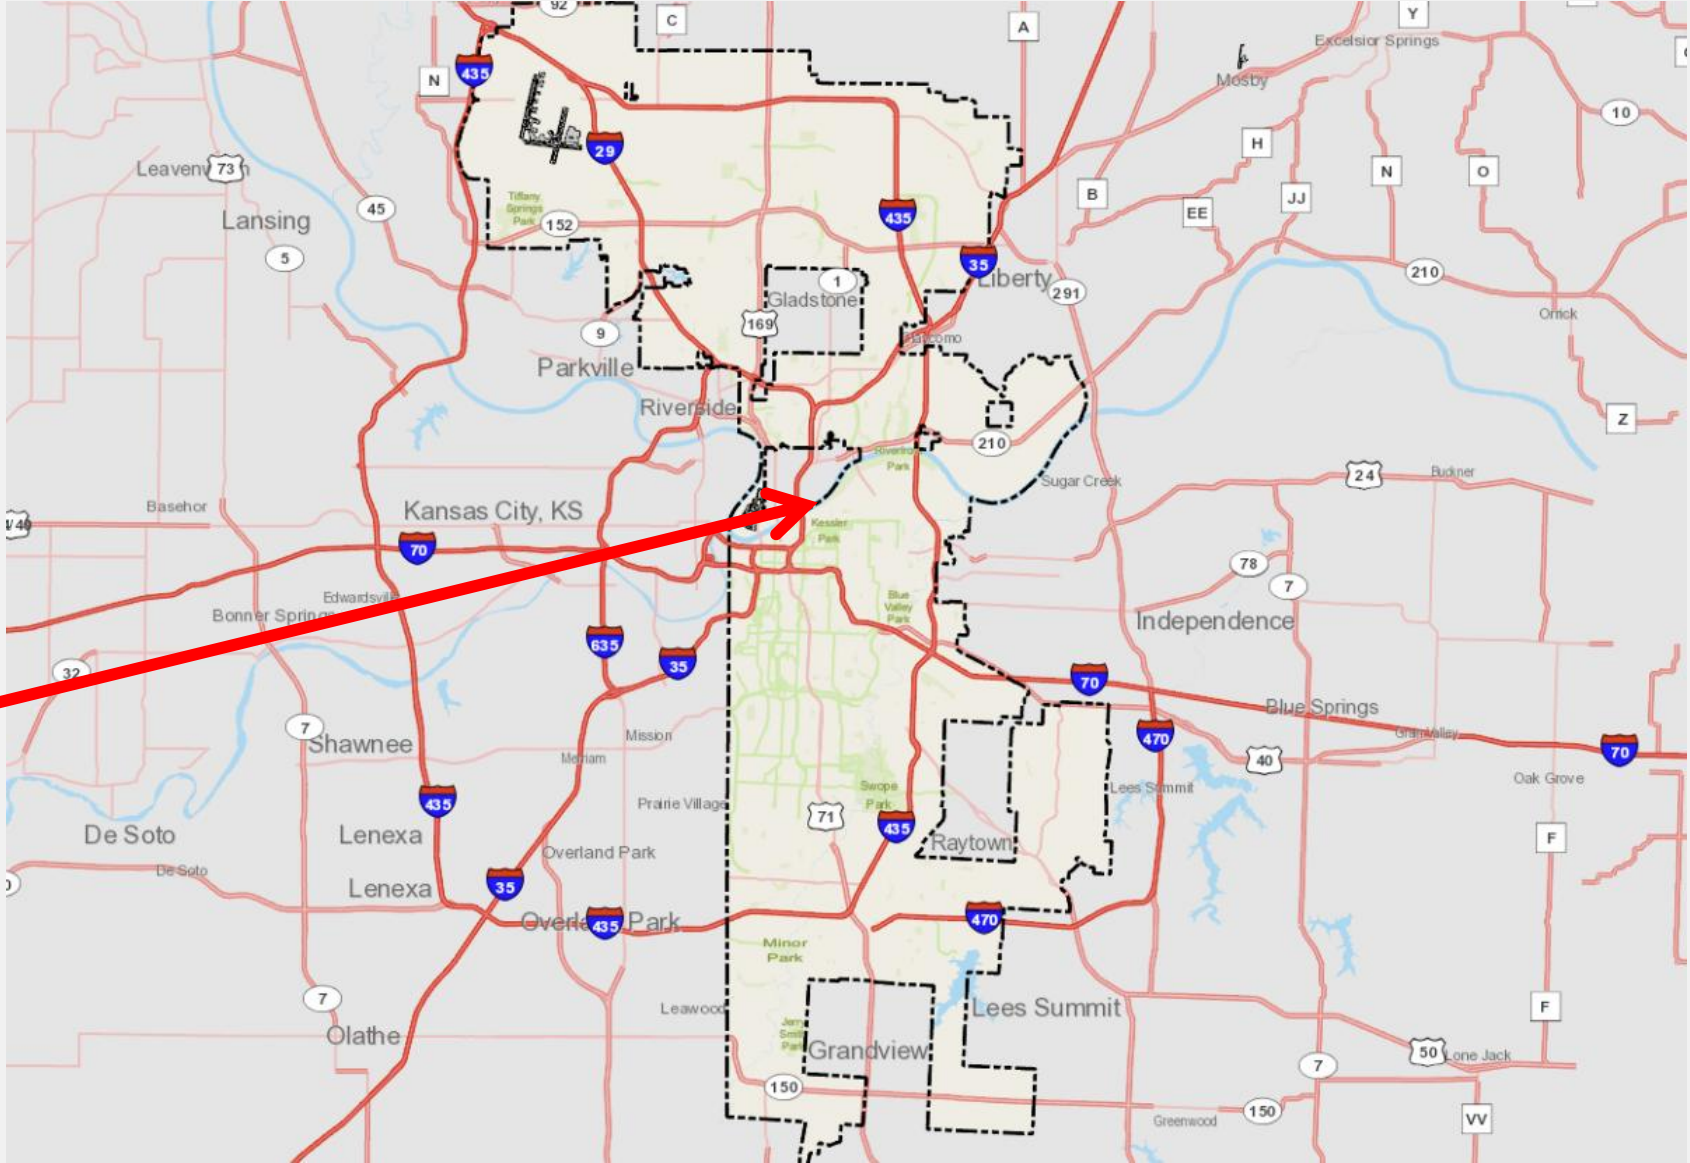 92
C
A
Y
Excelsior Springs
435
N
Mosby
10
29
H
Leavenw
73
n
N
O
Lansing
45
Tiffany
Springs
Park
152
435
B
EE
JJ
5
35
Liberty
291
210
1
Gladstone
Orrick
9
169
Parkville
Riverside
Z
210
Park
24
Buckner
Sugar Creek
Basehor
Kansas City, KS
Kessler
Park
70
78
7
Edwardsville
Bonner Springs
Blue
Valley
Park
Independence
635
35
32
70
Blue Springs
7
Shawnee
Mission
470
Grain Valley
40
70
Merriam
Oak Grove
435
Prairie Village
Swope
Park
Lees Summit
De Soto
Lenexa
71
435
Raytown
F
Overland Park
De Soto
Lenexa
35
Overland Park
435
470
Minor
Park
7
Leawood
Lees Summit
F
Olathe
Jerry
Smith
Park
Grandview
50
Lone Jack
7
150
150
Greenwood
VV